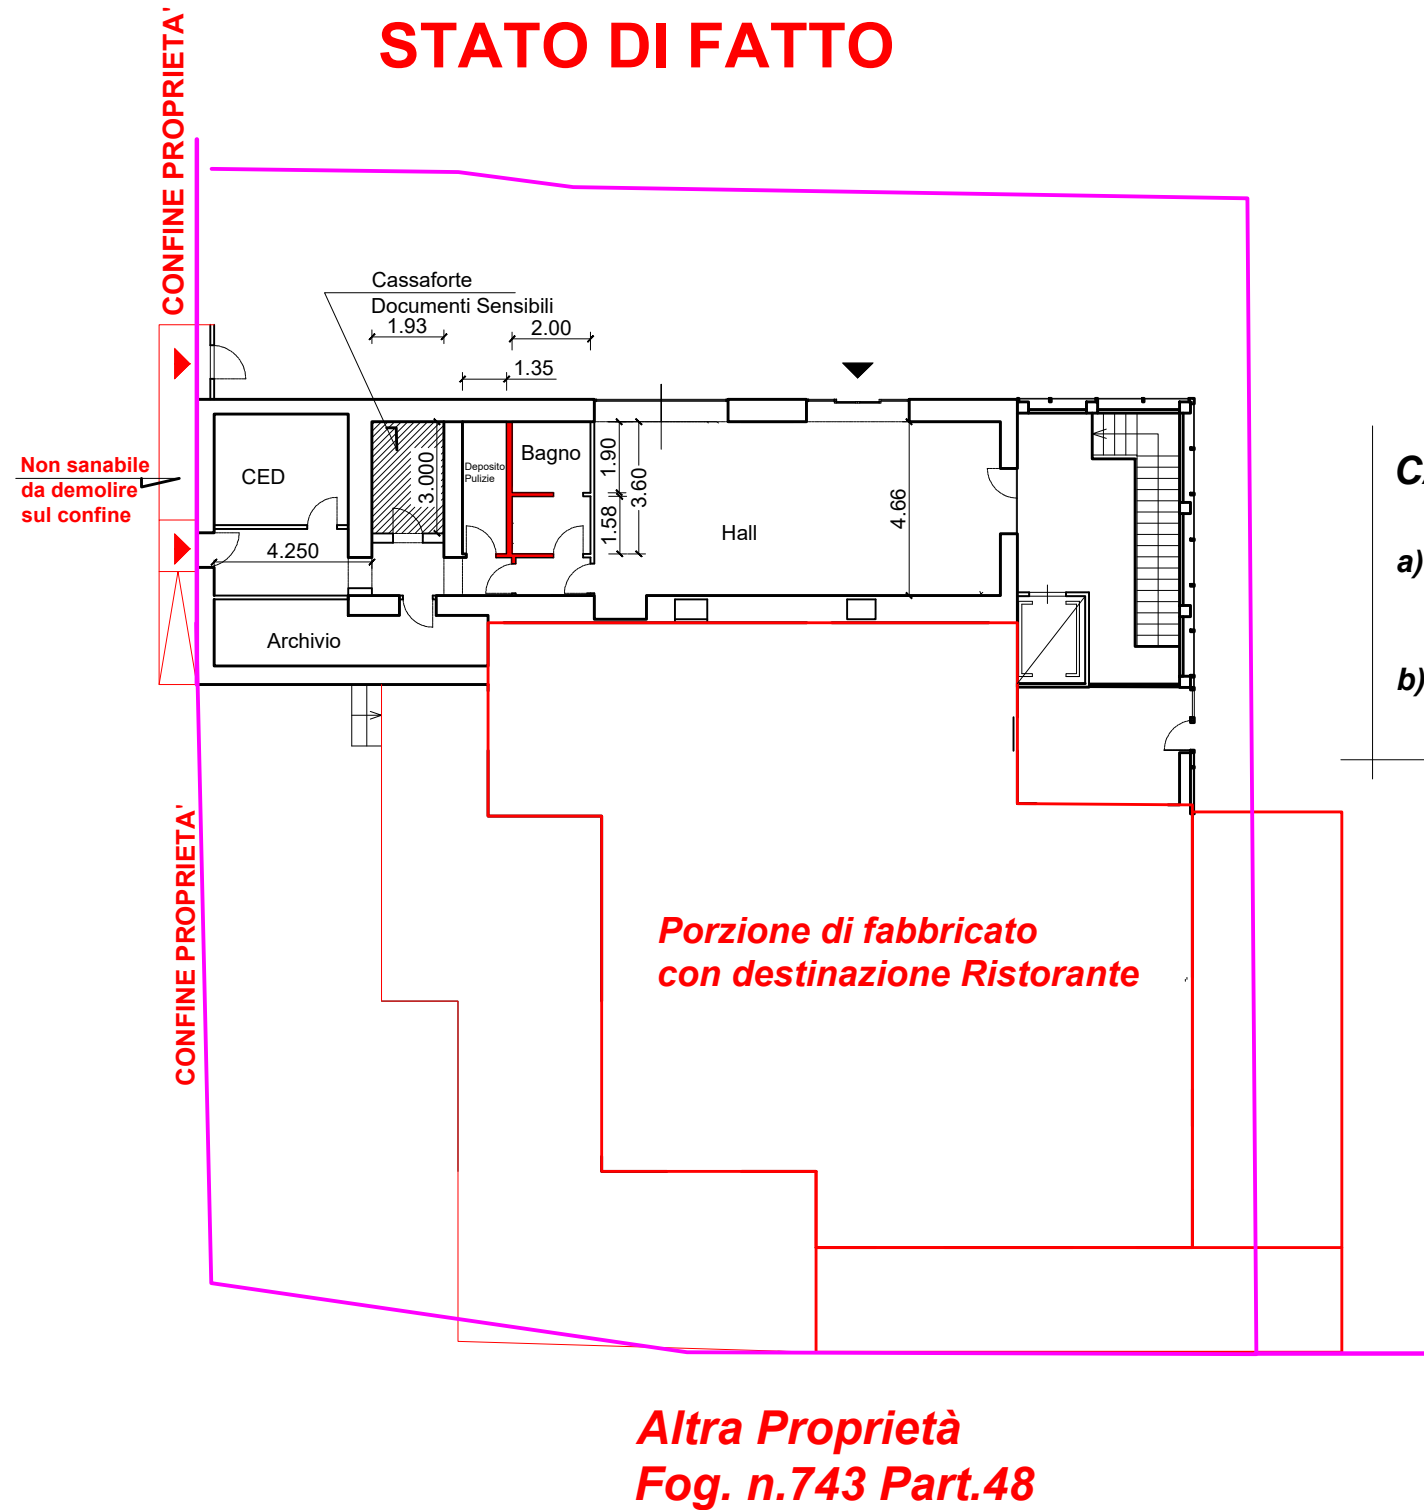 STATO DI FATTO
CONFINE PROPRIETA'
Cassaforte
Documenti Sensibili
1.93
2.00
1.35
Non sanabile
da demolire
sul confine
CED
3.000
Deposito
Pulizie
Bagno
1.90
3.60
1.58
4.66
Hall
4.250
Archivio
a)
b)
CONFINE PROPRIETA'
Porzione di fabbricato
con destinazione Ristorante
Altra Proprietà
Fog. n.743 Part.48